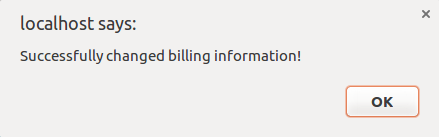 localhost says:
Successfully changed billing information!
OK